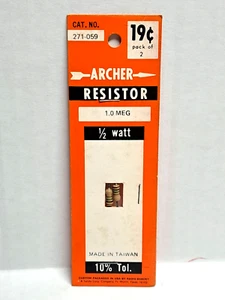 CAT. NO.
271-059
19¢
pack of
2
ARCHER
RESISTOR
1.0 MEG
½ watt
MADE IN TAIWAN
10% Tol.